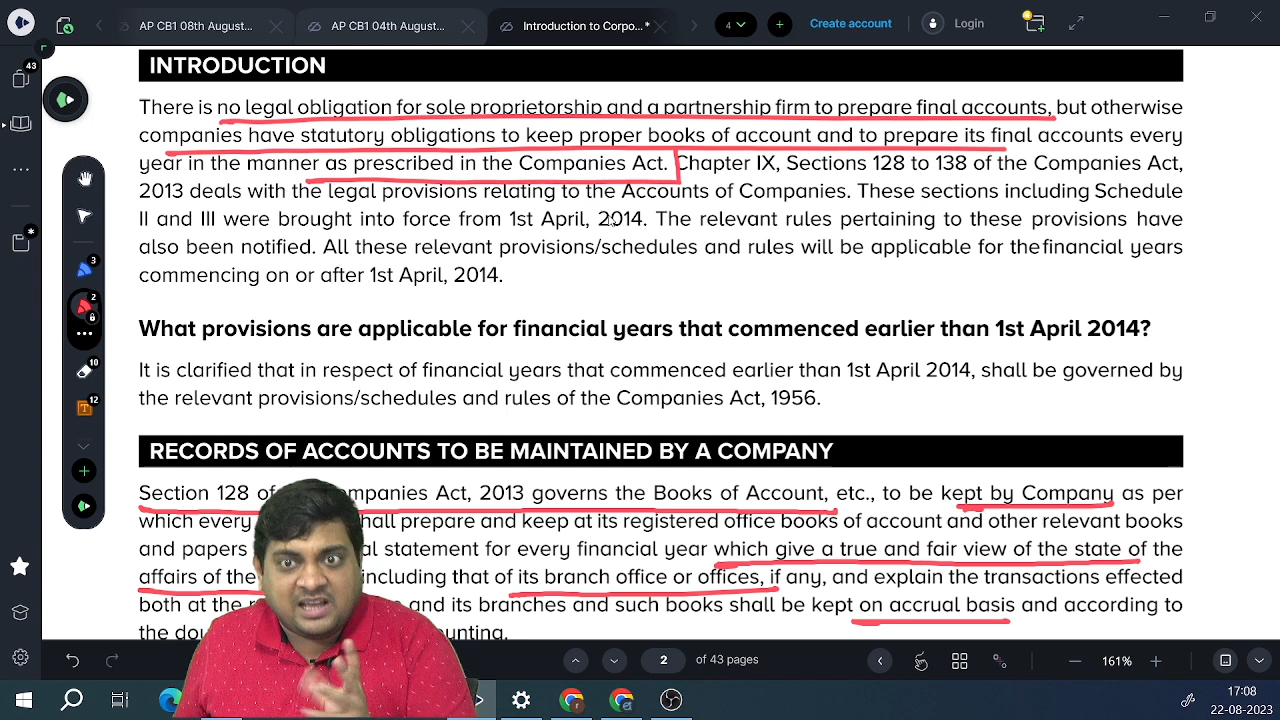 AP CB1 08th August...
AP CB1 04th August...
Introduction to Corpo... *
4
Create account
Login
43
INTRODUCTION
There is no legal obligation for sole proprietorship and a partnership firm to prepare final accounts, but otherwise
companies have statutory obligations to keep proper books of account and to prepare its final accounts every
year in the manner as prescribed in the Companies Act. Chapter IX, Sections 128 to 138 of the Companies Act,
2013 deals with the legal provisions relating to the Accounts of Companies. These sections including Schedule
II and III were brought into force from 1st April, 2014. The relevant rules pertaining to these provisions have
also been notified. All these relevant provisions/schedules and rules will be applicable for the financial years
commencing on or after 1st April, 2014.
3
2
What provisions are applicable for financial years that commenced earlier than 1st April 2014?
10
It is clarified that in respect of financial years that commenced earlier than 1st April 2014, shall be governed by
the relevant provisions/schedules and rules of the Companies Act, 1956.
T 12
RECORDS OF ACCOUNTS TO BE MAINTAINED BY A COMPANY
Section 128 of mpanies Act, 2013 governs the Books of Account, etc., to be kept by Company as per
which every hall prepare and keep at its registered office books of account and other relevant books
and papers al statement for every financial year which give a true and fair view of the state of the
affairs of the including that of its branch office or offices, if any, and explain the transactions effected
both at the and its branches and such books shall be kept on accrual basis and according to
the dou unting.
2 of 43 pages
161%
17:08
22-08-2023